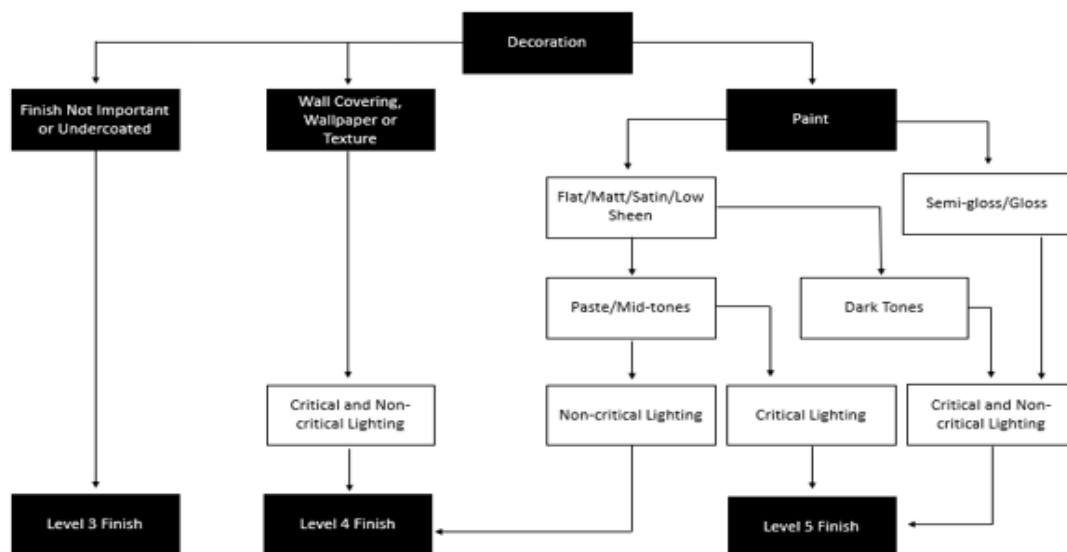 Decoration
Finish Not Important
or Undercoated
Wall Covering,
Wallpaper or
Texture
Paint
Flat/Matt/Satin/Low
Sheen
Semi-gloss/Gloss
Paste/Mid-tones
Dark Tones
Critical and Non-
critical Lighting
Non-critical Lighting
Critical Lighting
Critical and Non-
critical Lighting
Level 3 Finish
Level 4 Finish
Level 5 Finish